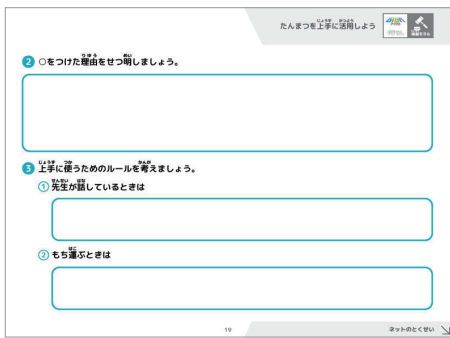 たんまつを上手に活用しよう
❷ ○をつけた理由をせつ明しましょう。
❸ 上手に使うためのルールを考えましょう。
① 先生が話しているときは
② もち運ぶときは
19
ネットのとくせい